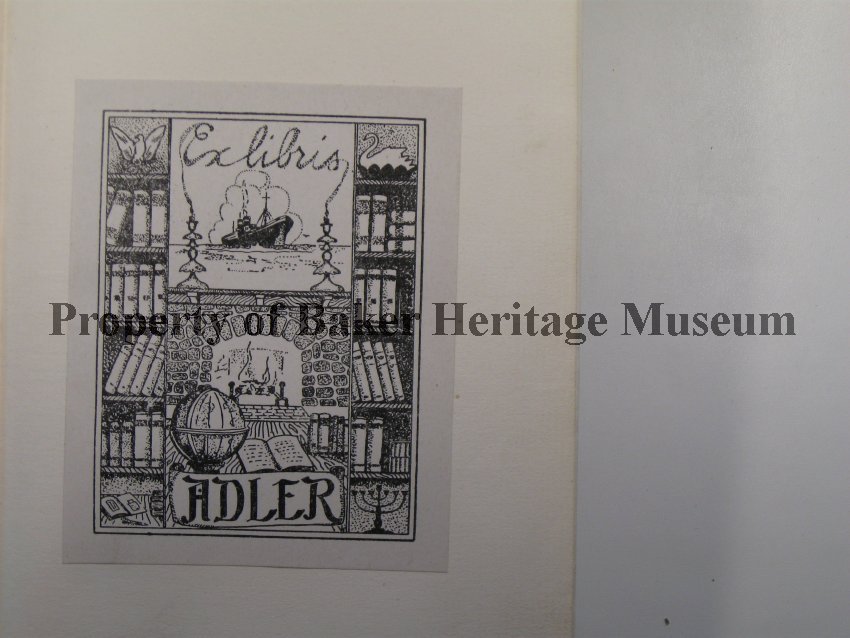 Ex libris
Property of Baker Heritage Museum
ADLER